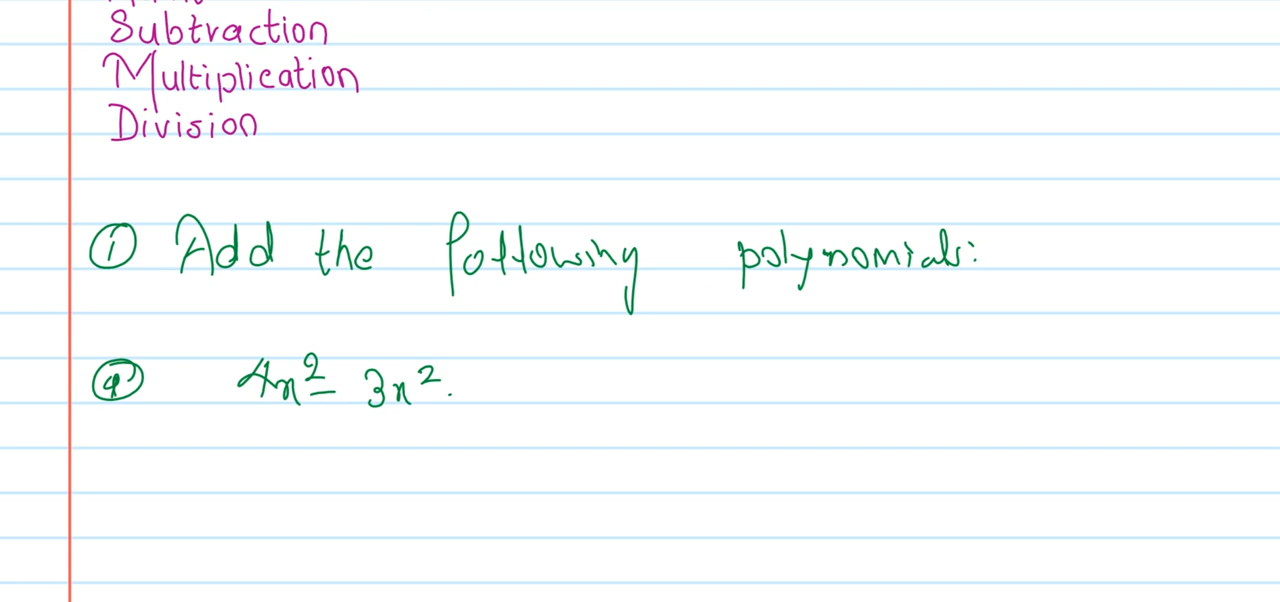 Subtraction
Multiplication
Division
① Add the following polynomials:
ⓐ 4x² - 3x².